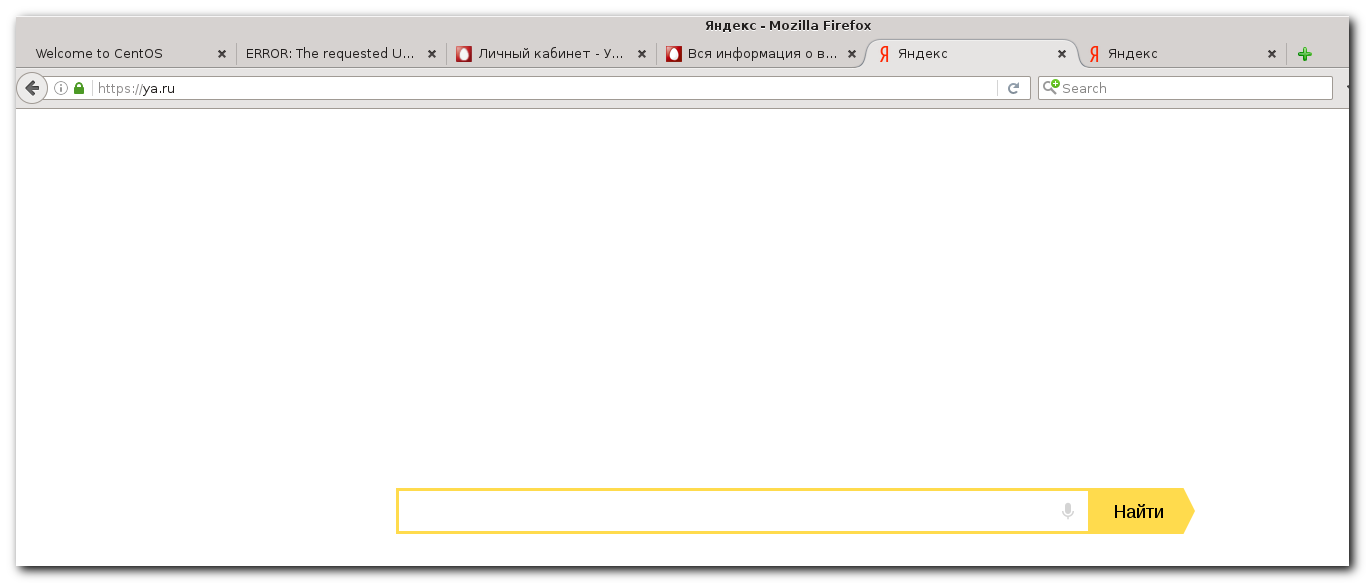 Яндекс - Mozilla Firefox
Welcome to CentOS
ERROR: The requested U...
Личный кабинет - У...
Вся информация о в...
Яндекс
Яндекс
https://ya.ru
Search
Найти